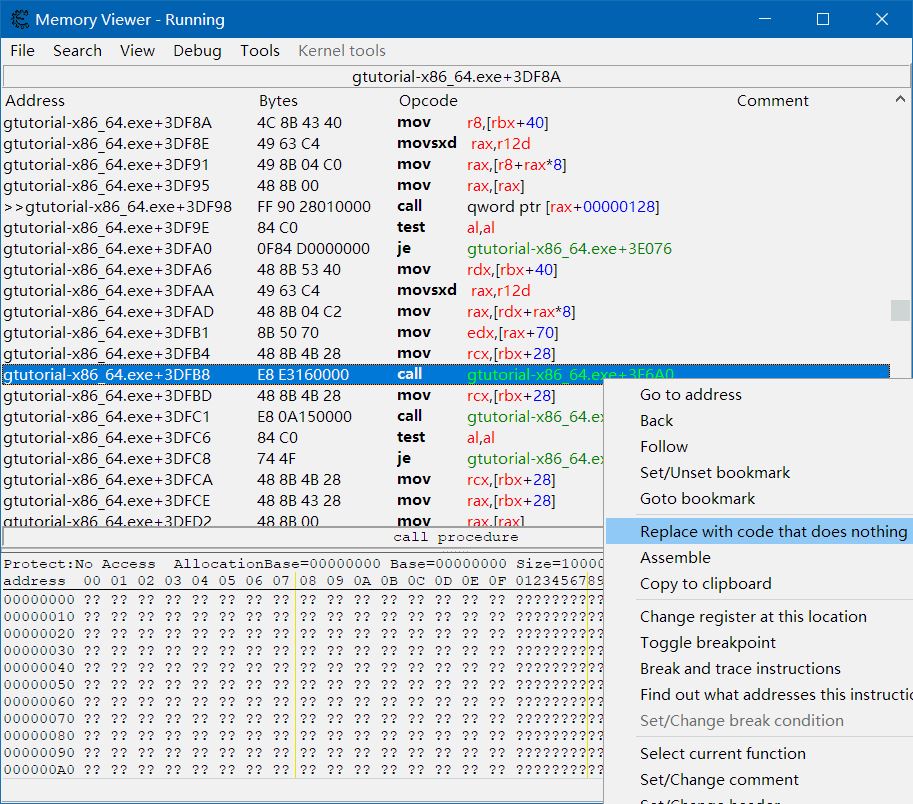 Memory Viewer - Running
File Search View Debug Tools Kernel tools
gtutorial-x86_64.exe+3DF8A
Address Bytes Opcode Comment
gtutorial-x86_64.exe+3DF8A 4C 8B 43 40 mov r8,[rbx+40]
gtutorial-x86_64.exe+3DF8E 49 63 C4 movsxd rax,r12d
gtutorial-x86_64.exe+3DF91 49 8B 04 C0 mov rax,[r8+rax*8]
gtutorial-x86_64.exe+3DF95 48 8B 00 mov rax,[rax]
>>gtutorial-x86_64.exe+3DF98 FF 90 28010000 call qword ptr [rax+00000128]
gtutorial-x86_64.exe+3DF9E 84 C0 test al,al
gtutorial-x86_64.exe+3DFA0 0F84 D0000000 je gtutorial-x86_64.exe+3E076
gtutorial-x86_64.exe+3DFA6 48 8B 53 40 mov rdx,[rbx+40]
gtutorial-x86_64.exe+3DFAA 49 63 C4 movsxd rax,r12d
gtutorial-x86_64.exe+3DFAD 48 8B 04 C2 mov rax,[rdx+rax*8]
gtutorial-x86_64.exe+3DFB1 8B 50 70 mov edx,[rax+70]
gtutorial-x86_64.exe+3DFB4 48 8B 4B 28 mov rcx,[rbx+28]
gtutorial-x86_64.exe+3DFB8 E8 E3160000 call gtutorial-x86_64.exe+3F6A0
gtutorial-x86_64.exe+3DFBD 48 8B 4B 28 mov rcx,[rbx+28]
gtutorial-x86_64.exe+3DFC1 E8 0A150000 call gtutorial-x86_64.ex
gtutorial-x86_64.exe+3DFC6 84 C0 test al,al
gtutorial-x86_64.exe+3DFC8 74 4F je gtutorial-x86_64.ex
gtutorial-x86_64.exe+3DFCA 48 8B 4B 28 mov rcx,[rbx+28]
gtutorial-x86_64.exe+3DFCE 48 8B 43 28 mov rax,[rbx+28]
gtutorial-x86_64.exe+3DFD2 48 8B 00 mov rax,[rax]
call procedure
Protect:No Access AllocationBase=00000000 Base=00000000 Size=10000
address 00 01 02 03 04 05 06 07 08 09 0A 0B 0C 0D 0E 0F 0123456789
00000000 ?? ?? ?? ?? ?? ?? ?? ?? ?? ?? ?? ?? ?? ?? ?? ?? ??????????
00000010 ?? ?? ?? ?? ?? ?? ?? ?? ?? ?? ?? ?? ?? ?? ?? ?? ??????????
00000020 ?? ?? ?? ?? ?? ?? ?? ?? ?? ?? ?? ?? ?? ?? ?? ?? ??????????
00000030 ?? ?? ?? ?? ?? ?? ?? ?? ?? ?? ?? ?? ?? ?? ?? ?? ??????????
00000040 ?? ?? ?? ?? ?? ?? ?? ?? ?? ?? ?? ?? ?? ?? ?? ?? ??????????
00000050 ?? ?? ?? ?? ?? ?? ?? ?? ?? ?? ?? ?? ?? ?? ?? ?? ??????????
00000060 ?? ?? ?? ?? ?? ?? ?? ?? ?? ?? ?? ?? ?? ?? ?? ?? ??????????
00000070 ?? ?? ?? ?? ?? ?? ?? ?? ?? ?? ?? ?? ?? ?? ?? ?? ??????????
00000080 ?? ?? ?? ?? ?? ?? ?? ?? ?? ?? ?? ?? ?? ?? ?? ?? ??????????
00000090 ?? ?? ?? ?? ?? ?? ?? ?? ?? ?? ?? ?? ?? ?? ?? ?? ??????????
000000A0 ?? ?? ?? ?? ?? ?? ?? ?? ?? ?? ?? ?? ?? ?? ?? ?? ??????????
Go to address
Back
Follow
Set/Unset bookmark
Goto bookmark
Replace with code that does nothing
Assemble
Copy to clipboard
Change register at this location
Toggle breakpoint
Break and trace instructions
Find out what addresses this instructio
Set/Change break condition
Select current function
Set/Change comment
Set/Change header